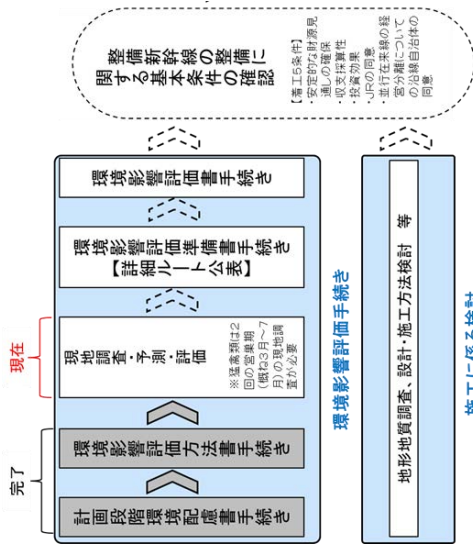 完了
現在
計画段階環境配慮書手続き
環境影響評価方法書手続き
現地調査・予測・評価
※猛禽類は2
回の営巣期
(概ね3月～7
月)の現地調
査が必要
環境影響評価準備書手続き
【詳細ルート公表】
環境影響評価書手続き
環境影響評価手続き
整備新幹線の整備に
関する基本条件の確認
【着工5条件】
・安定的な財源見
通しの確保
・収支採算性
・投資効果
・JRの同意
・並行在来線の経
営分離について
の沿線自治体の
同意
地形地質調査、設計・施工方法検討　等
施工に係る検討